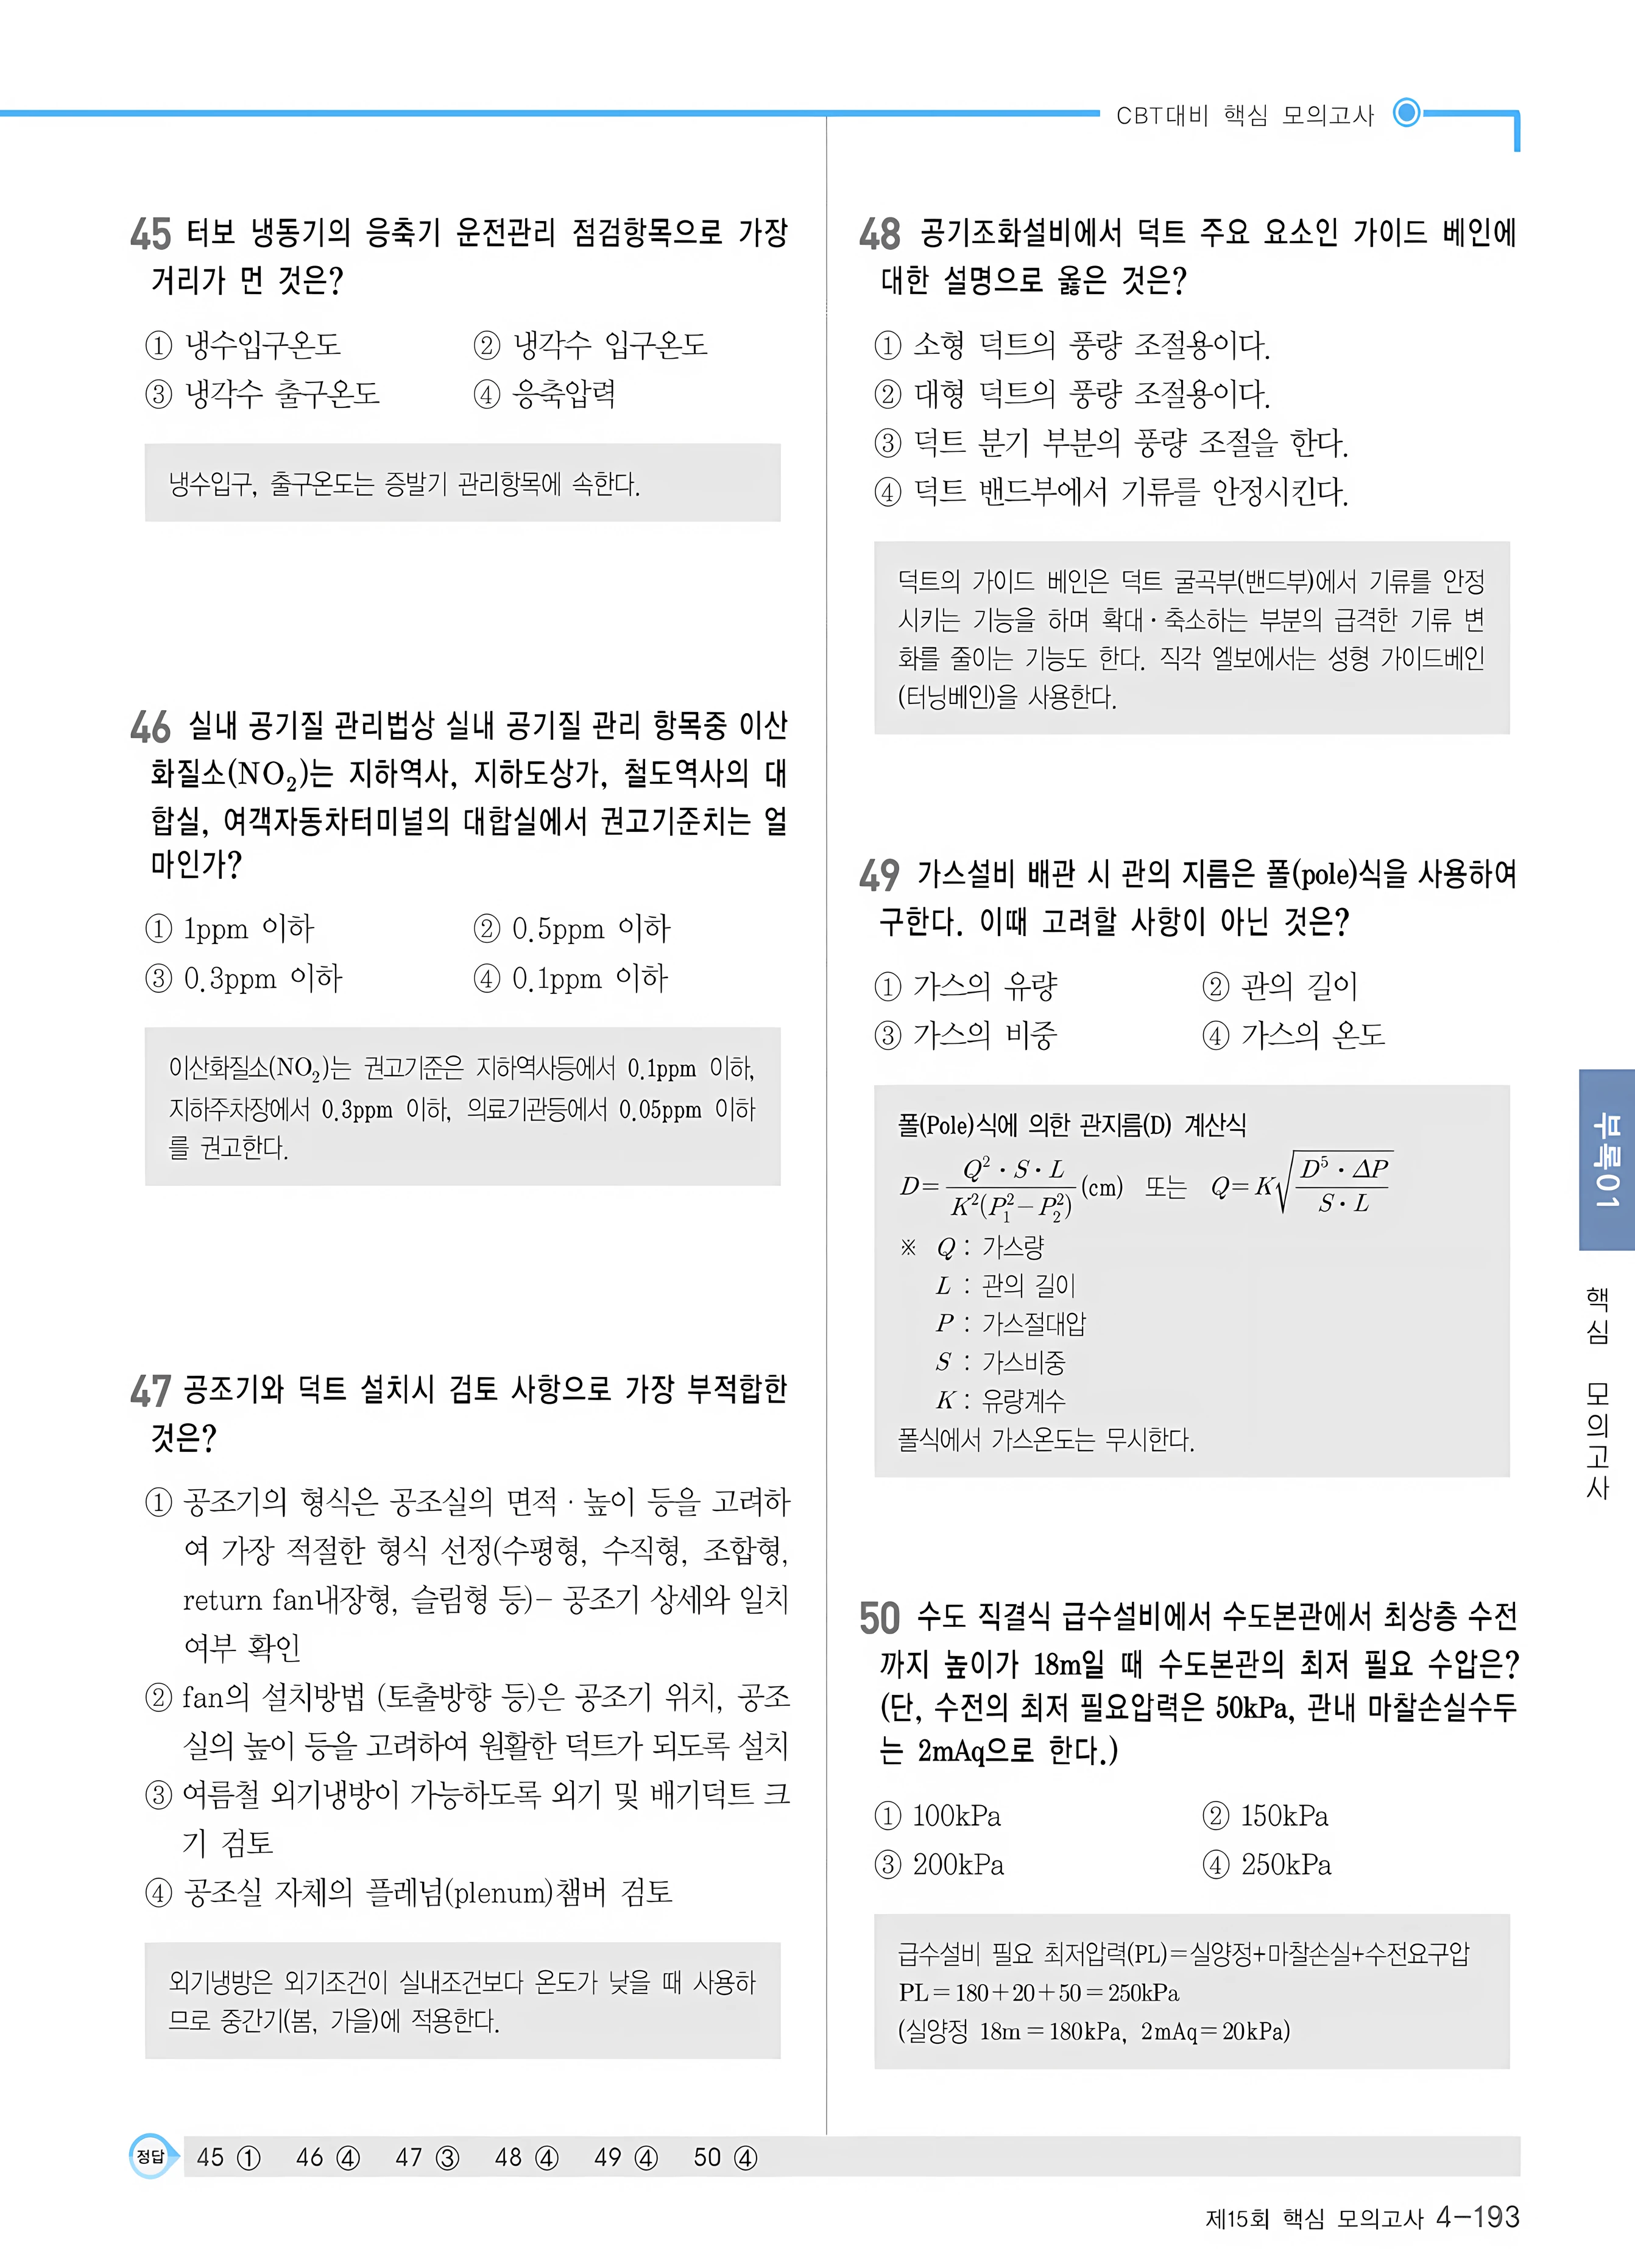 CBT대비 핵심 모의고사
45 터보 냉동기의 응축기 운전관리 점검항목으로 가장
거리가 먼 것은?
① 냉수입구온도 ② 냉각수 입구온도
③ 냉각수 출구온도 ④ 응축압력
냉수입구, 출구온도는 증발기 관리항목에 속한다.
46 실내 공기질 관리법상 실내 공기질 관리 항목중 이산
화질소(NO₂)는 지하역사, 지하도상가, 철도역사의 대
합실, 여객자동차터미널의 대합실에서 권고기준치는 얼
마인가?
① 1ppm 이하 ② 0.5ppm 이하
③ 0.3ppm 이하 ④ 0.1ppm 이하
이산화질소(NO₂)는 권고기준은 지하역사등에서 0.1ppm 이하,
지하주차장에서 0.3ppm 이하, 의료기관등에서 0.05ppm 이하
를 권고한다.
47 공조기와 덕트 설치시 검토 사항으로 가장 부적합한
것은?
① 공조기의 형식은 공조실의 면적·높이 등을 고려하
여 가장 적절한 형식 선정(수평형, 수직형, 조합형,
return fan내장형, 슬림형 등)- 공조기 상세와 일치
여부 확인
② fan의 설치방법 (토출방향 등)은 공조기 위치, 공조
실의 높이 등을 고려하여 원활한 덕트가 되도록 설치
③ 여름철 외기냉방이 가능하도록 외기 및 배기덕트 크
기 검토
④ 공조실 자체의 플레넘(plenum)챔버 검토
외기냉방은 외기조건이 실내조건보다 온도가 낮을 때 사용하
므로 중간기(봄, 가을)에 적용한다.
48 공기조화설비에서 덕트 주요 요소인 가이드 베인에
대한 설명으로 옳은 것은?
① 소형 덕트의 풍량 조절용이다.
② 대형 덕트의 풍량 조절용이다.
③ 덕트 분기 부분의 풍량 조절을 한다.
④ 덕트 밴드부에서 기류를 안정시킨다.
덕트의 가이드 베인은 덕트 굴곡부(밴드부)에서 기류를 안정
시키는 기능을 하며 확대·축소하는 부분의 급격한 기류 변
화를 줄이는 기능도 한다. 직각 엘보에서는 성형 가이드베인
(터닝베인)을 사용한다.
49 가스설비 배관 시 관의 지름은 폴(pole)식을 사용하여
구한다. 이때 고려할 사항이 아닌 것은?
① 가스의 유량 ② 관의 길이
③ 가스의 비중 ④ 가스의 온도
폴(Pole)식에 의한 관지름(D) 계산식
D = Q²·S·L / K²(P₁²−P₂²) (cm) 또는 Q = K√(D⁵·ΔP / S·L)
※ Q : 가스량
L : 관의 길이
P : 가스절대압
S : 가스비중
K : 유량계수
폴식에서 가스온도는 무시한다.
50 수도 직결식 급수설비에서 수도본관에서 최상층 수전
까지 높이가 18m일 때 수도본관의 최저 필요 수압은?
(단, 수전의 최저 필요압력은 50kPa, 관내 마찰손실수두
는 2mAq으로 한다.)
① 100kPa ② 150kPa
③ 200kPa ④ 250kPa
급수설비 필요 최저압력(PL)=실양정+마찰손실+수전요구압
PL=180+20+50=250kPa
(실양정 18m=180kPa, 2mAq=20kPa)
부록01
핵심 모의고사
정답 45 ① 46 ④ 47 ③ 48 ④ 49 ④ 50 ④
제15회 핵심 모의고사 4-193